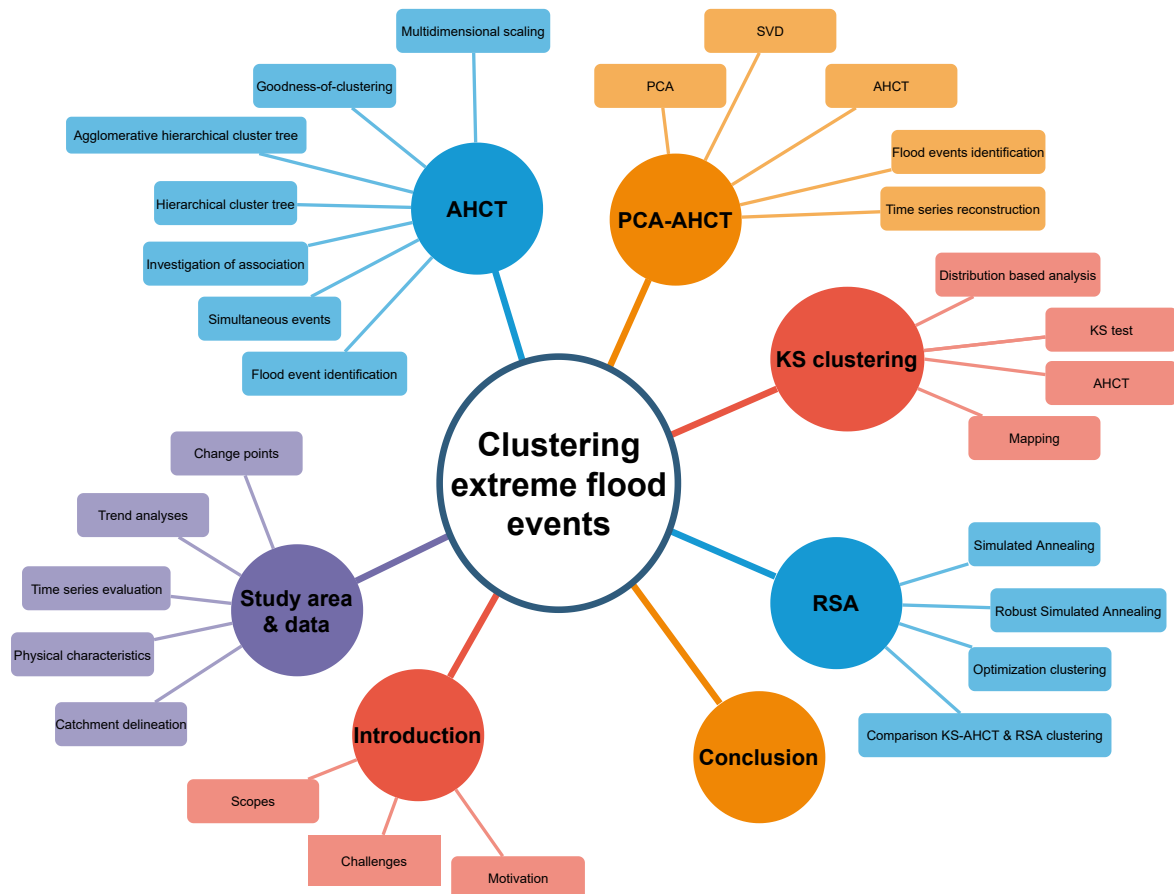 Clustering
extreme flood
events
AHCT
Multidimensional scaling
Goodness-of-clustering
Agglomerative hierarchical cluster tree
Hierarchical cluster tree
Investigation of association
Simultaneous events
Flood event identification
PCA-AHCT
PCA
SVD
AHCT
Flood events identification
Time series reconstruction
KS clustering
Distribution based analysis
KS test
AHCT
Mapping
RSA
Simulated Annealing
Robust Simulated Annealing
Optimization clustering
Comparison KS-AHCT & RSA clustering
Conclusion
Introduction
Scopes
Challenges
Motivation
Study area
& data
Change points
Trend analyses
Time series evaluation
Physical characteristics
Catchment delineation